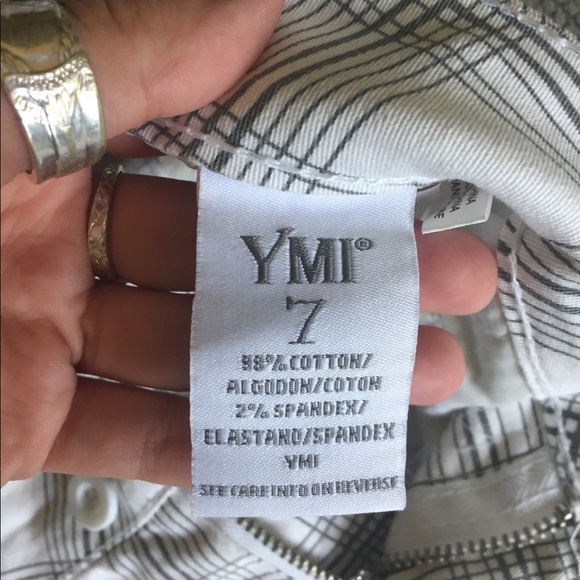 YMI®
7
98% COTTON/
ALGODON/COTON
2% SPANDEX/
ELASTANO/SPANDEX
YMI
SEE CARE INFO ON REVERSE